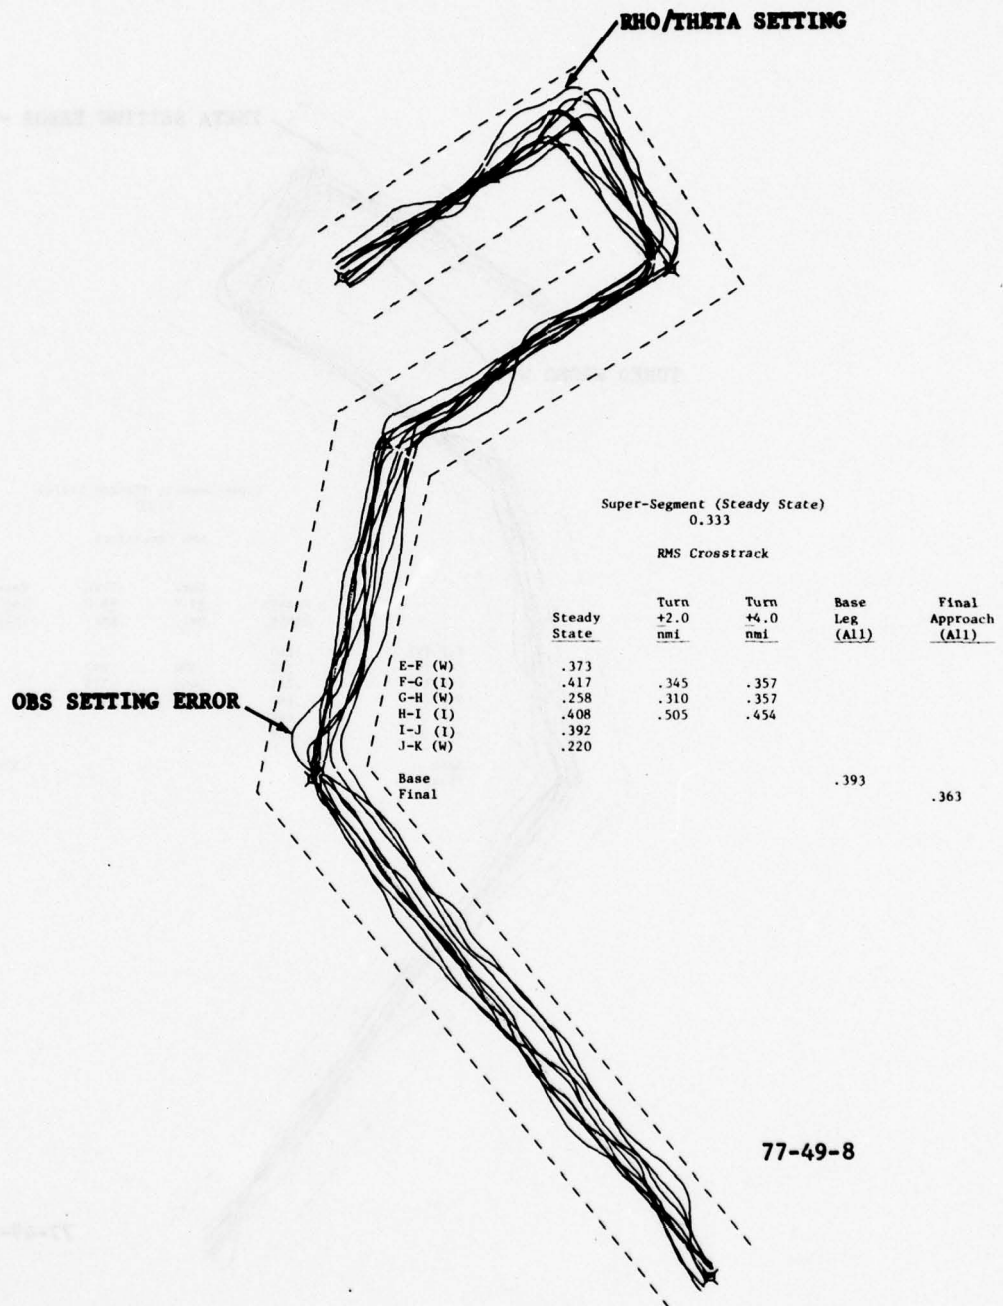 RHO/THETA SETTING
Super-Segment (Steady State)
0.333
RMS Crosstrack
Steady State Turn ±2.0 nmi Turn ±4.0 nmi Base Leg (All) Final Approach (All)
E-F (W) .373
F-G (I) .417 .345 .357
G-H (W) .258 .310 .357
H-I (I) .408 .505 .454
I-J (I) .392
J-K (W) .220
Base .393
Final .363
OBS SETTING ERROR
77-49-8